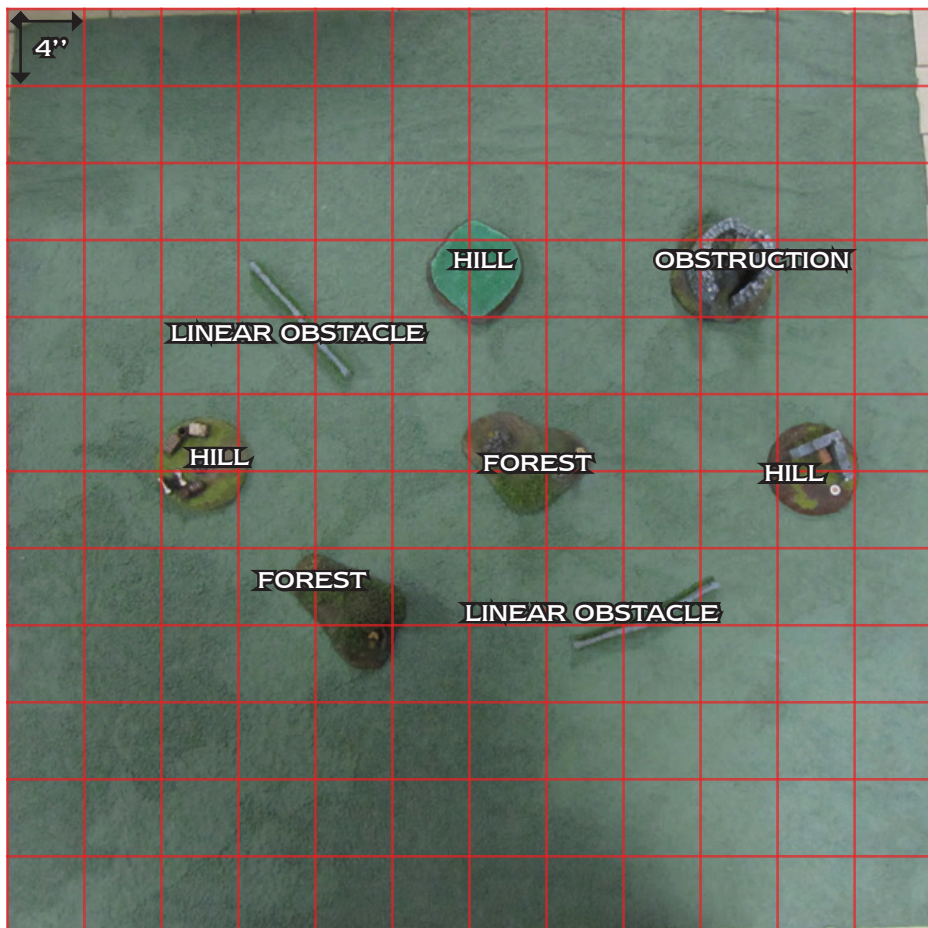 4’’
HILL
OBSTRUCTION
LINEAR OBSTACLE
HILL
FOREST
HILL
FOREST
LINEAR OBSTACLE